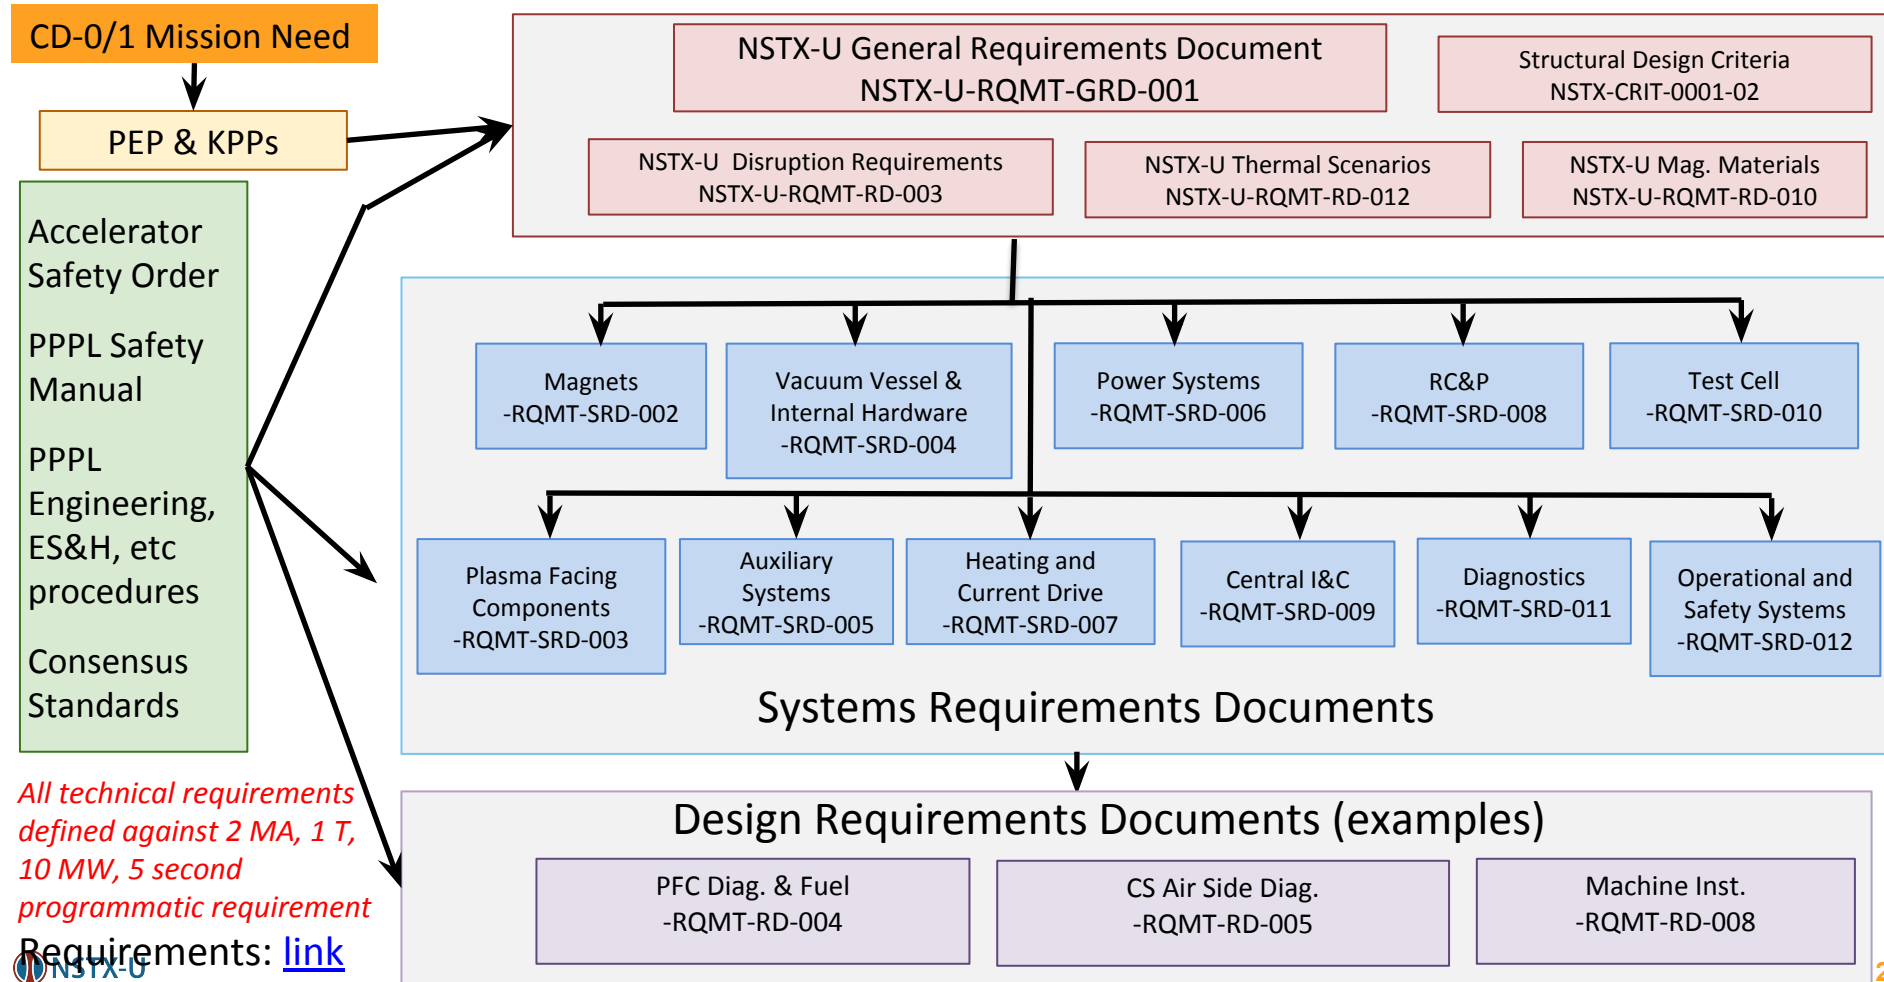 CD-0/1 Mission Need
PEP & KPPs
Accelerator
Safety Order
PPPL Safety
Manual
PPPL
Engineering,
ES&H, etc
procedures
Consensus
Standards
All technical requirements
defined against 2 MA, 1 T,
10 MW, 5 second
programmatic requirement
Requirements: link
NSTX-U
NSTX-U General Requirements Document
NSTX-U-RQMT-GRD-001
Structural Design Criteria
NSTX-CRIT-0001-02
NSTX-U Disruption Requirements
NSTX-U-RQMT-RD-003
NSTX-U Thermal Scenarios
NSTX-U-RQMT-RD-012
NSTX-U Mag. Materials
NSTX-U-RQMT-RD-010
Magnets
-RQMT-SRD-002
Vacuum Vessel &
Internal Hardware
-RQMT-SRD-004
Power Systems
-RQMT-SRD-006
RC&P
-RQMT-SRD-008
Test Cell
-RQMT-SRD-010
Plasma Facing
Components
-RQMT-SRD-003
Auxiliary
Systems
-RQMT-SRD-005
Heating and
Current Drive
-RQMT-SRD-007
Central I&C
-RQMT-SRD-009
Diagnostics
-RQMT-SRD-011
Operational and
Safety Systems
-RQMT-SRD-012
Systems Requirements Documents
Design Requirements Documents (examples)
PFC Diag. & Fuel
-RQMT-RD-004
CS Air Side Diag.
-RQMT-RD-005
Machine Inst.
-RQMT-RD-008